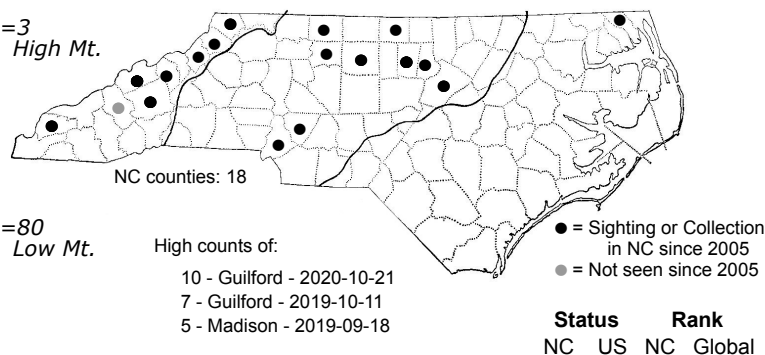 =3
High Mt.
NC counties: 18
=80
Low Mt.
High counts of:
10 - Guilford - 2020-10-21
7 - Guilford - 2019-10-11
5 - Madison - 2019-09-18
= Sighting or Collection
in NC since 2005
= Not seen since 2005
Status Rank
NC US NC Global